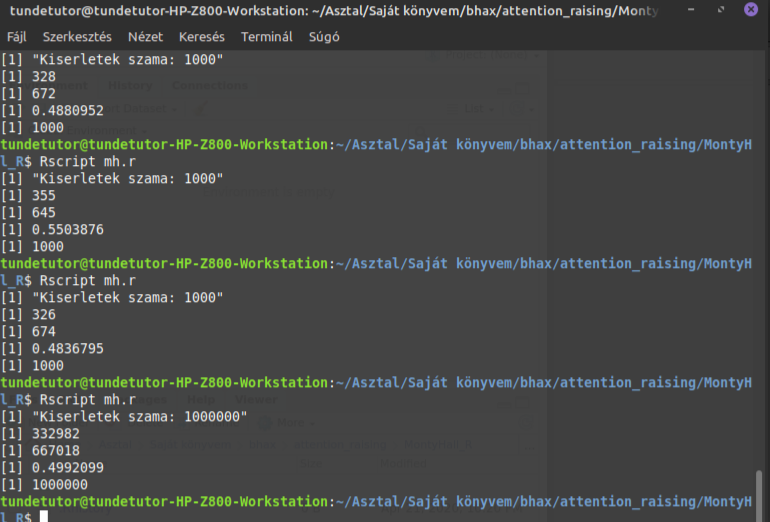 tundetutor@tundetutor-HP-Z800-Workstation: ~/Asztal/Saját könyvem/bhax/attention_raising/Monty
Fájl Szerkesztés Nézet Keresés Terminál Súgó
[1] "Kiserletek szama: 1000"
[1] 328
[1] 672
[1] 0.4880952
[1] 1000
tundetutor@tundetutor-HP-Z800-Workstation:~/Asztal/Saját könyvem/bhax/attention_raising/MontyH
l_R$ Rscript mh.r
[1] "Kiserletek szama: 1000"
[1] 355
[1] 645
[1] 0.5503876
[1] 1000
tundetutor@tundetutor-HP-Z800-Workstation:~/Asztal/Saját könyvem/bhax/attention_raising/MontyH
l_R$ Rscript mh.r
[1] "Kiserletek szama: 1000"
[1] 326
[1] 674
[1] 0.4836795
[1] 1000
tundetutor@tundetutor-HP-Z800-Workstation:~/Asztal/Saját könyvem/bhax/attention_raising/MontyH
l_R$ Rscript mh.r
[1] "Kiserletek szama: 1000000"
[1] 332982
[1] 667018
[1] 0.4992099
[1] 1000000
tundetutor@tundetutor-HP-Z800-Workstation:~/Asztal/Saját könyvem/bhax/attention_raising/MontyH
l_R$